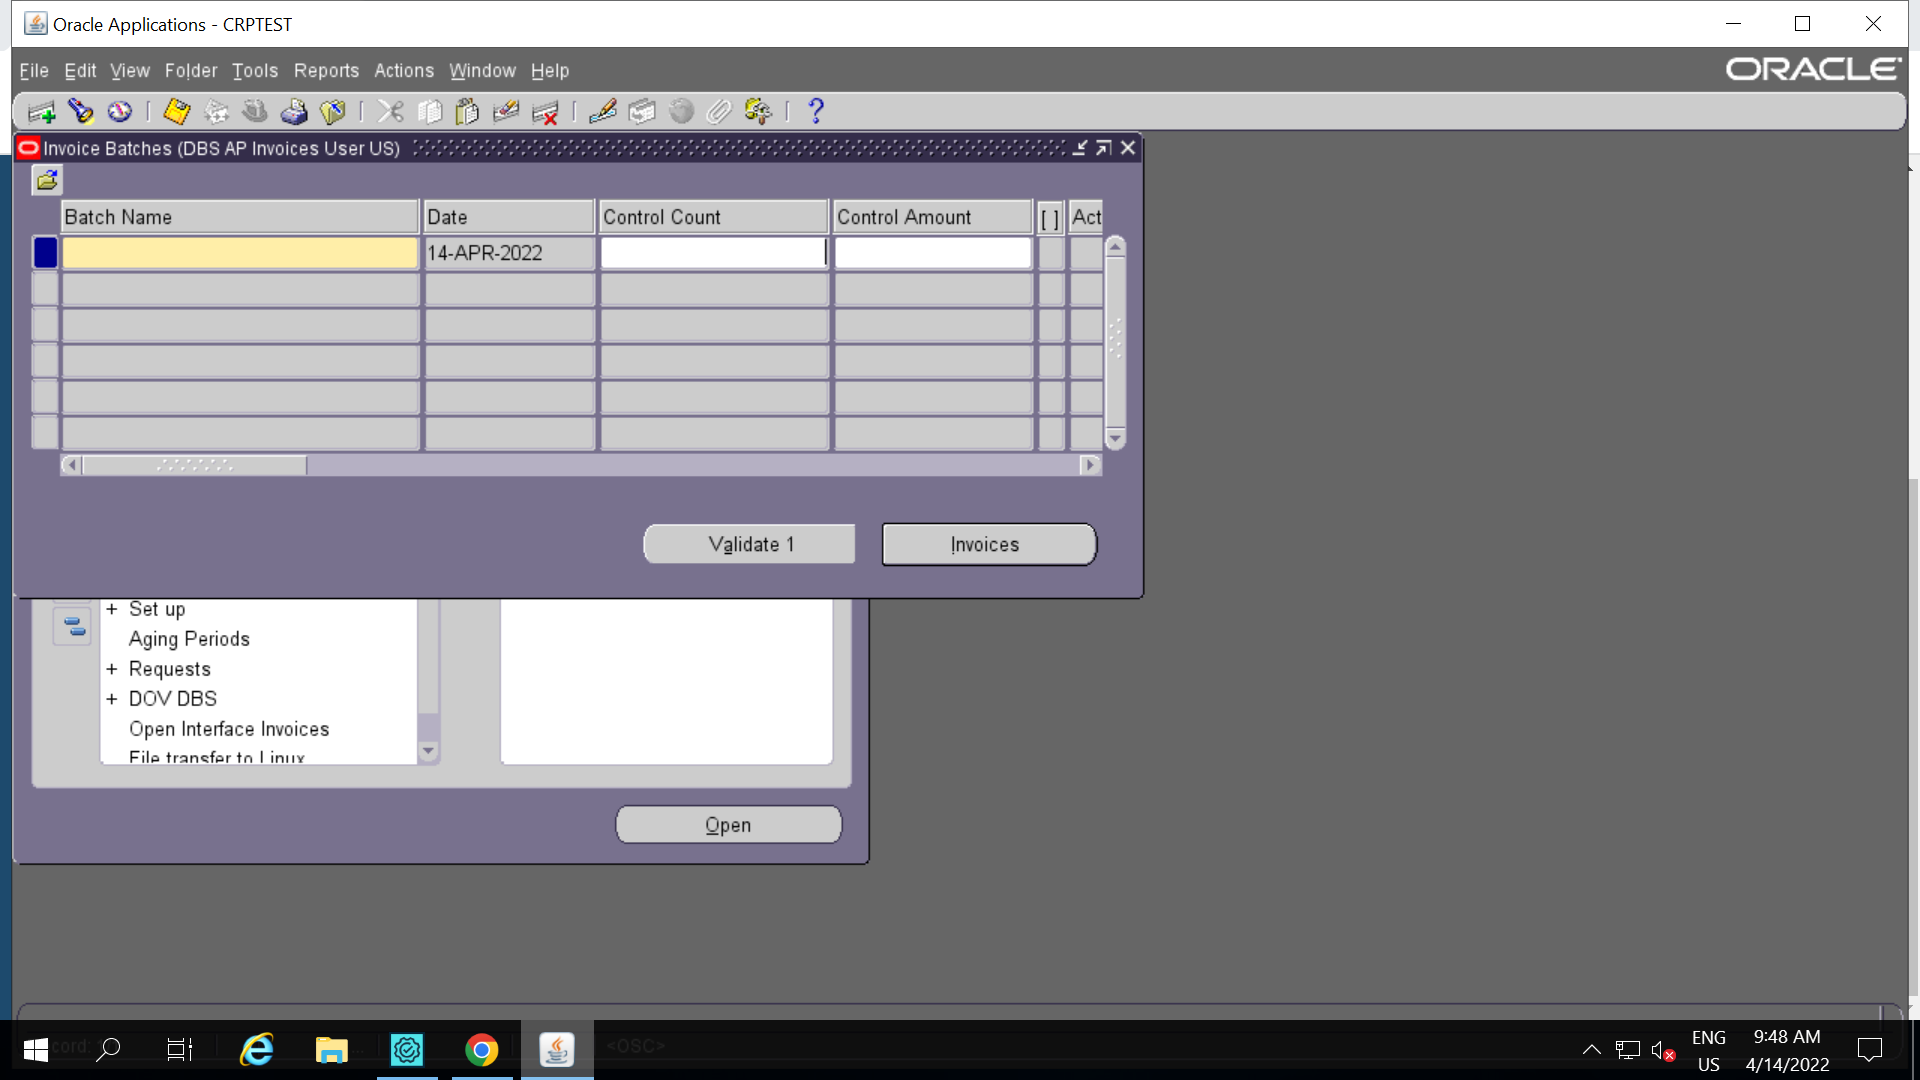 Oracle Applications - CRPTEST
File Edit View Folder Tools Reports Actions Window Help
ORACLE
Invoice Batches (DBS AP Invoices User US)
Batch Name Date Control Count Control Amount [ ] Act
14-APR-2022
Validate 1 Invoices
+ Set up
Aging Periods
+ Requests
+ DOV DBS
Open Interface Invoices
File transfer to Linux
Open
cord: <OSC>
ENG 9:48 AM
US 4/14/2022